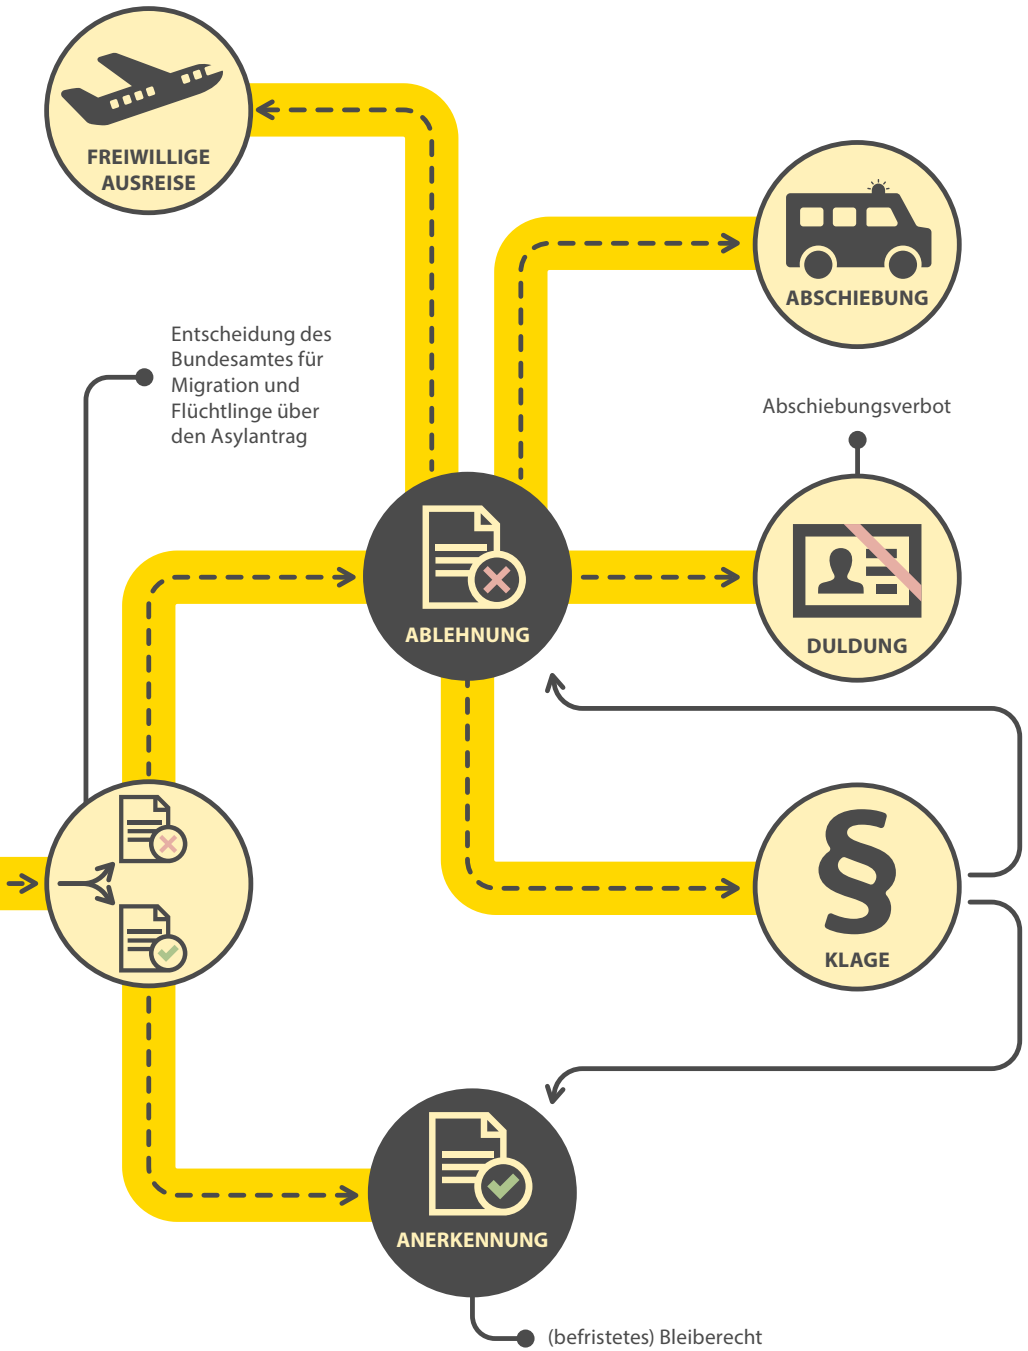 FREIWILLIGE
AUSREISE
ABSCHIEBUNG
Entscheidung des
Bundesamtes für
Migration und
Flüchtlinge über
den Asylantrag
Abschiebungsverbot
ABLEHNUNG
DULDUNG
§
KLAGE
ANERKENNUNG
(befristetes) Bleiberecht